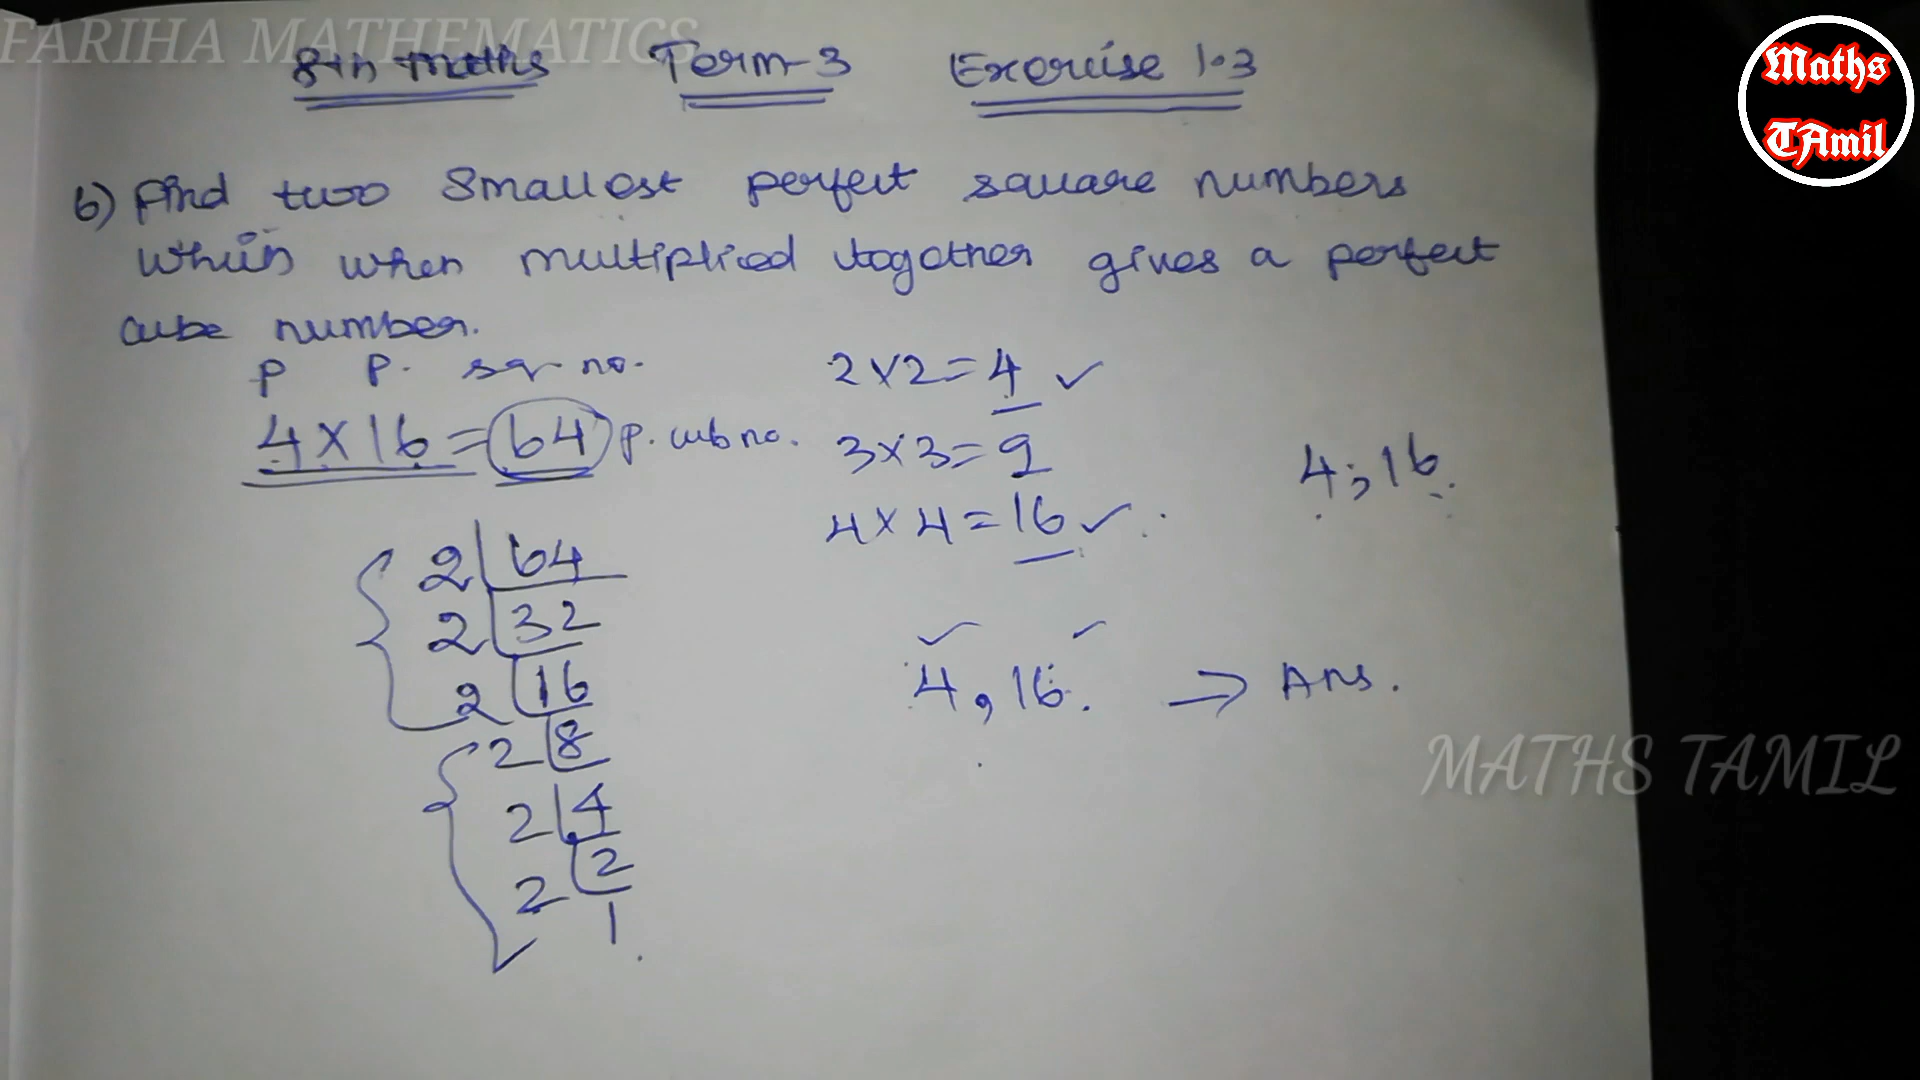 FARIHA MATHEMATICS
8th maths Term-3 Exercise 1.3
Maths
TAmil
6) Find two Smallest perfect square numbers
which when multiplied together gives a perfect
cube number.
P P. sq no.
4×16=64 p. cub no.
2×2=4 ✓
3×3=9
4×4=16 ✓
4, 16.
2 64
2 32
2 16
2 8
2 4
2 2
1
4, 16. ⇒ Ans.
MATHS TAMIL